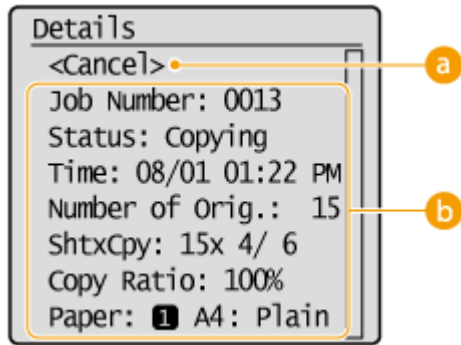 Details
<Cancel>
a
Job Number: 0013
Status: Copying
Time: 08/01 01:22 PM
Number of Orig.: 15
b
ShtxCpy: 15x 4/ 6
Copy Ratio: 100%
Paper: 1 A4: Plain